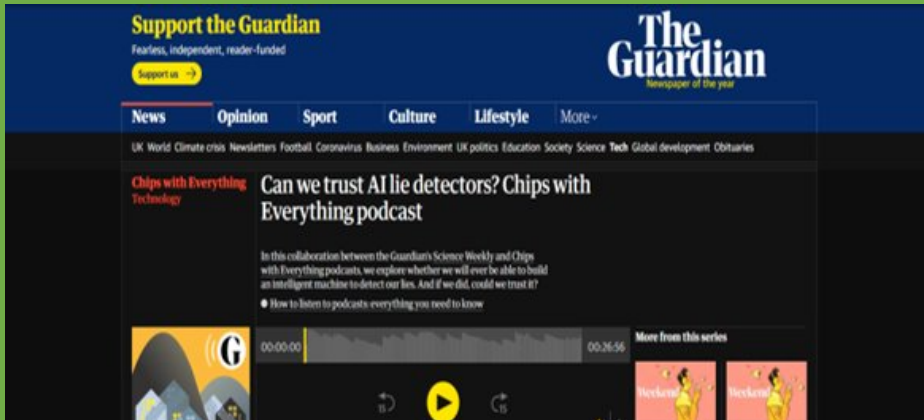 Support the Guardian
Fearless, independent, reader-funded
Support us →
The
Guardian
Newspaper of the year
News Opinion Sport Culture Lifestyle More
UK World Climate crisis Newsletters Football Coronavirus Business Environment UK politics Education Society Science Tech Global development Obituaries
Chips with Everything
Technology
Can we trust AI lie detectors? Chips with
Everything podcast
In this collaboration between the Guardian's Science Weekly and Chips
with Everything podcasts, we explore whether we will ever be able to build
an intelligent machine to detect our lies. And if we did, could we trust it?
● How to listen to podcasts: everything you need to know
G
00:00:00
00:26:56
More from this series
15
15
Weekend
Weekend